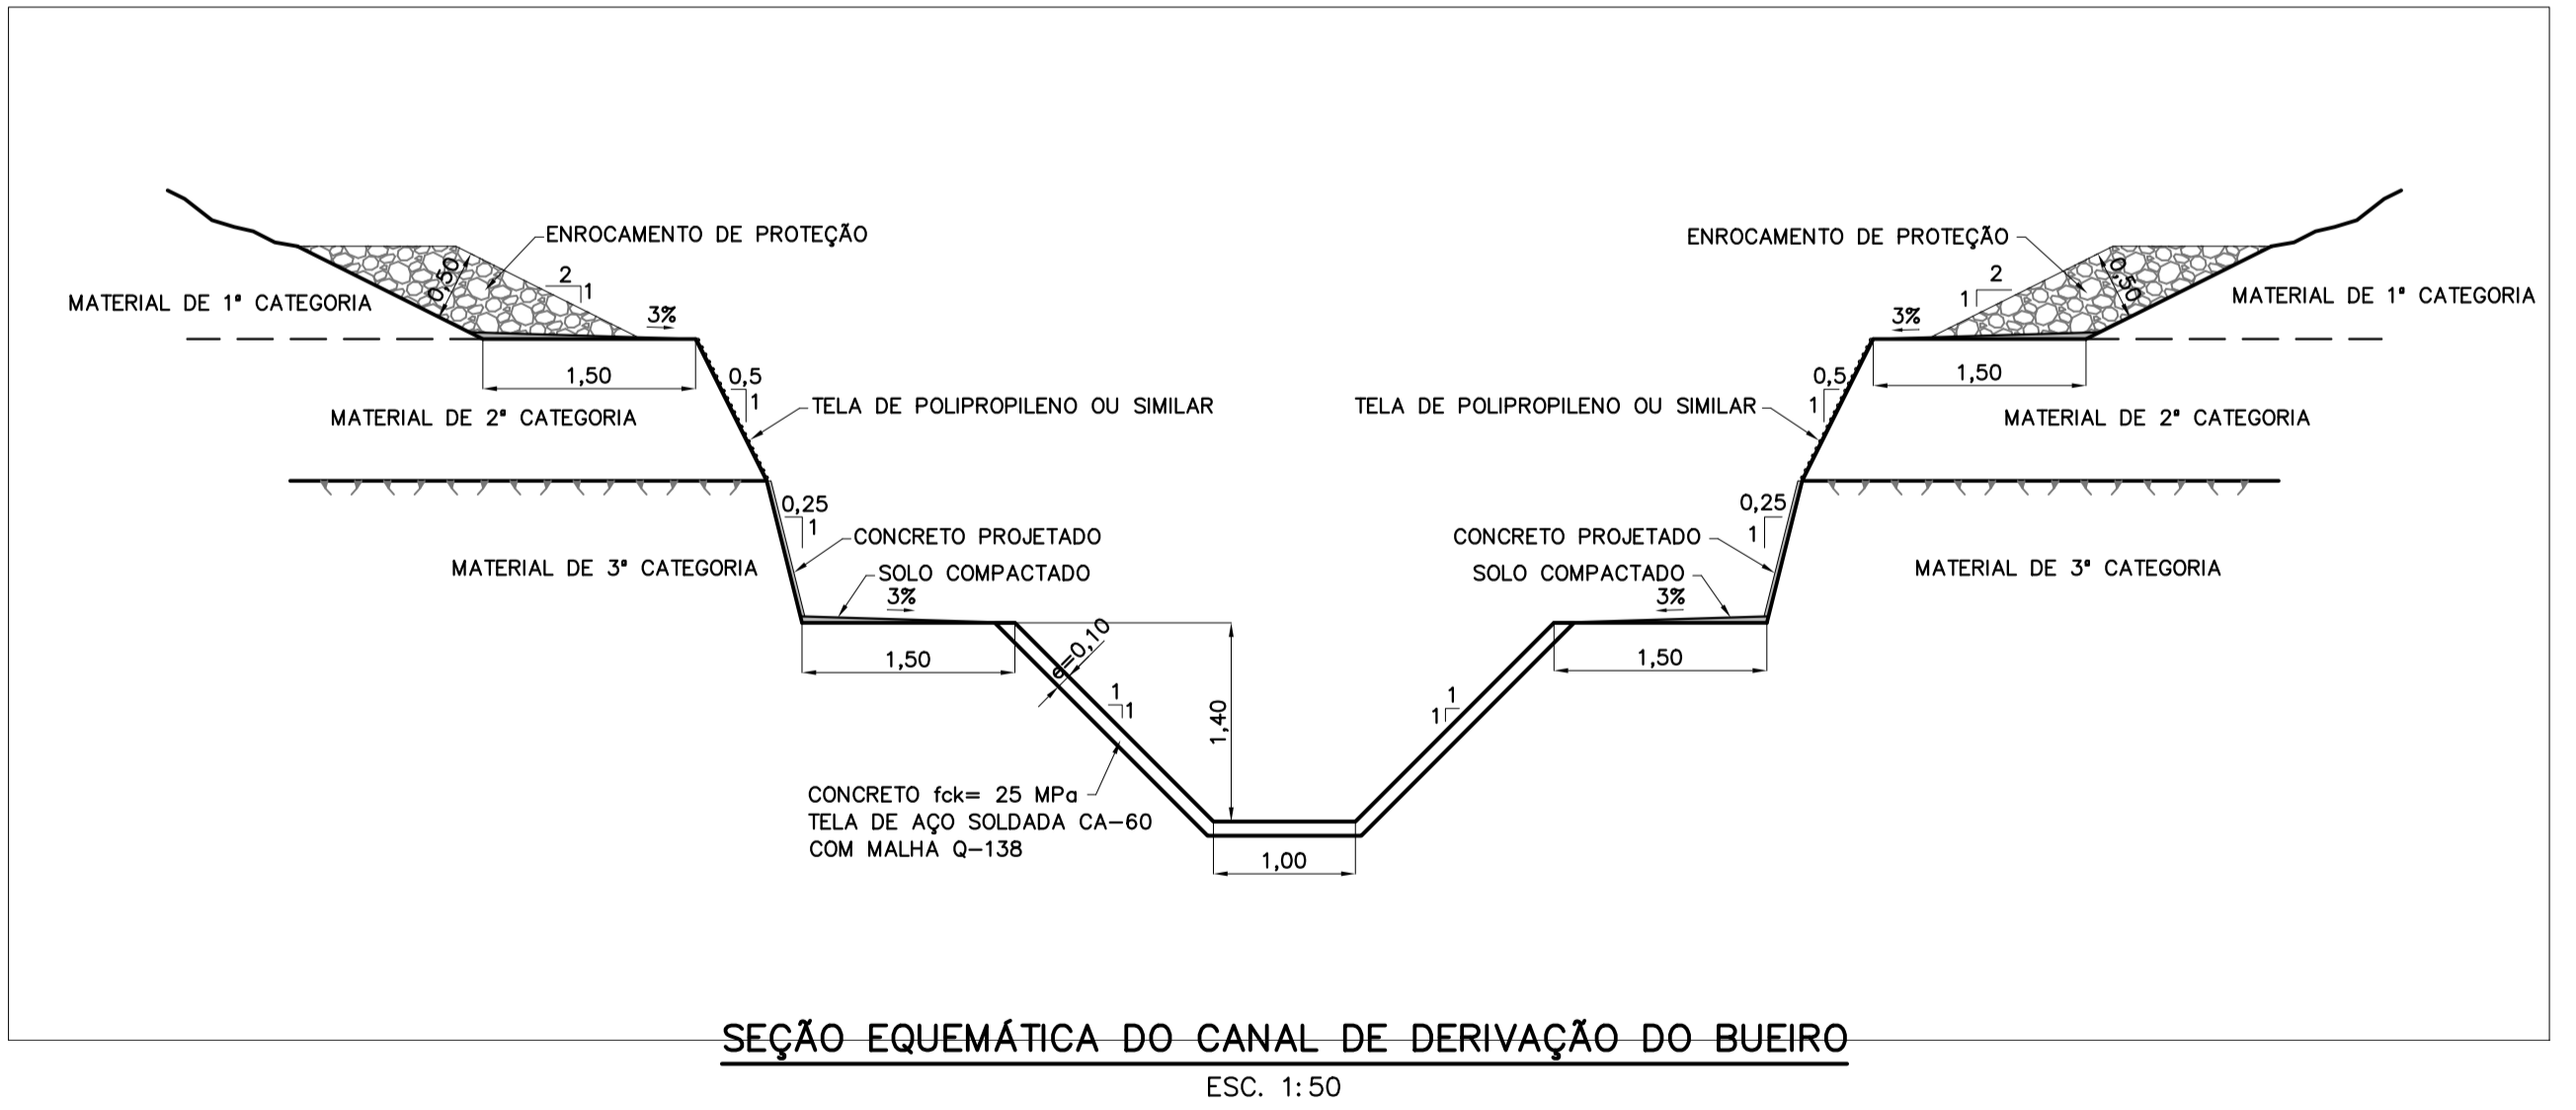 ENROCAMENTO DE PROTEÇÃO
ENROCAMENTO DE PROTEÇÃO
0,50
2
1
2
1
0,50
MATERIAL DE 1ª CATEGORIA
MATERIAL DE 1ª CATEGORIA
3%
3%
1,50
0,5
1
0,5
1
1,50
TELA DE POLIPROPILENO OU SIMILAR
TELA DE POLIPROPILENO OU SIMILAR
MATERIAL DE 2ª CATEGORIA
MATERIAL DE 2ª CATEGORIA
0,25
1
0,25
1
CONCRETO PROJETADO
CONCRETO PROJETADO
MATERIAL DE 3ª CATEGORIA
SOLO COMPACTADO
SOLO COMPACTADO
MATERIAL DE 3ª CATEGORIA
3%
3%
1,50
e=0,10
1,50
1
1
1,40
1
1
CONCRETO fck= 25 MPa
TELA DE AÇO SOLDADA CA-60
COM MALHA Q-138
1,00
SEÇÃO EQUEMÁTICA DO CANAL DE DERIVAÇÃO DO BUEIRO
ESC. 1:50